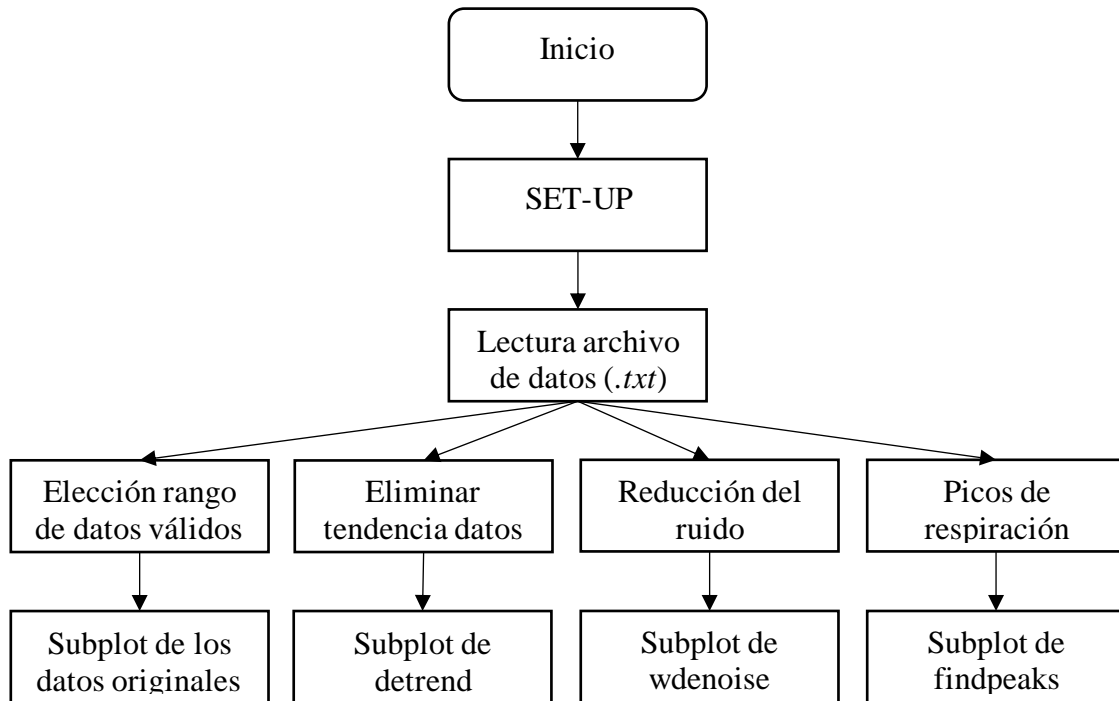 Inicio
SET-UP
Lectura archivo
de datos (.txt)
Elección rango
de datos válidos
Eliminar
tendencia datos
Reducción del
ruido
Picos de
respiración
Subplot de los
datos originales
Subplot de
detrend
Subplot de
wdenoise
Subplot de
findpeaks